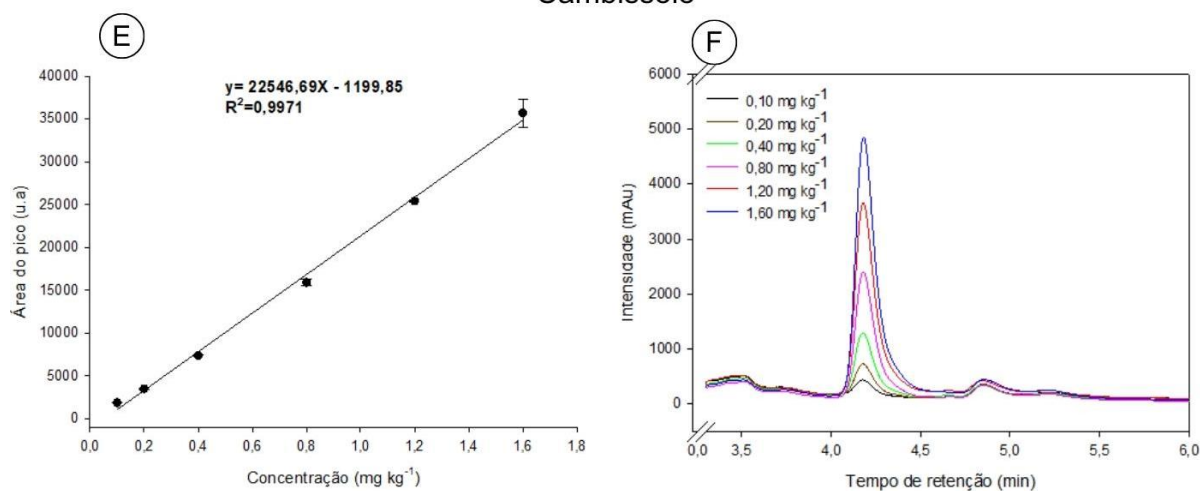 E
y= 22546,69X - 1199,85
R²=0,9971
Área do pico (u.a)
40000
35000
30000
25000
20000
15000
10000
5000
0
0,0 0,2 0,4 0,6 0,8 1,0 1,2 1,4 1,6 1,8
Concentração (mg kg⁻¹)
F
Intensidade (mAu)
6000
5000
4000
3000
2000
1000
0
0,10 mg kg⁻¹
0,20 mg kg⁻¹
0,40 mg kg⁻¹
0,80 mg kg⁻¹
1,20 mg kg⁻¹
1,60 mg kg⁻¹
0,0 3,5 4,0 4,5 5,0 5,5 6,0
Tempo de retenção (min)